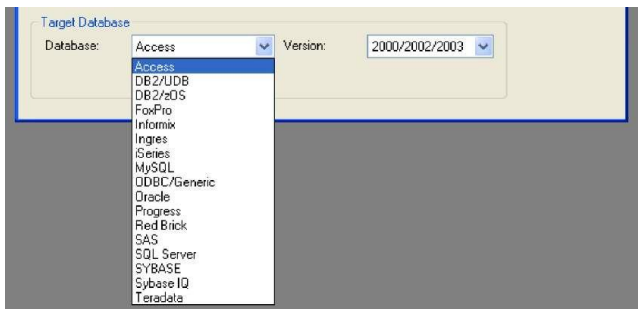 Target Database
Database: Access Version: 2000/2002/2003
Access
DB2/UDB
DB2/zOS
FoxPro
Informix
Ingres
iSeries
MySQL
ODBC/Generic
Oracle
Progress
Red Brick
SAS
SQL Server
SYBASE
Sybase IQ
Teradata